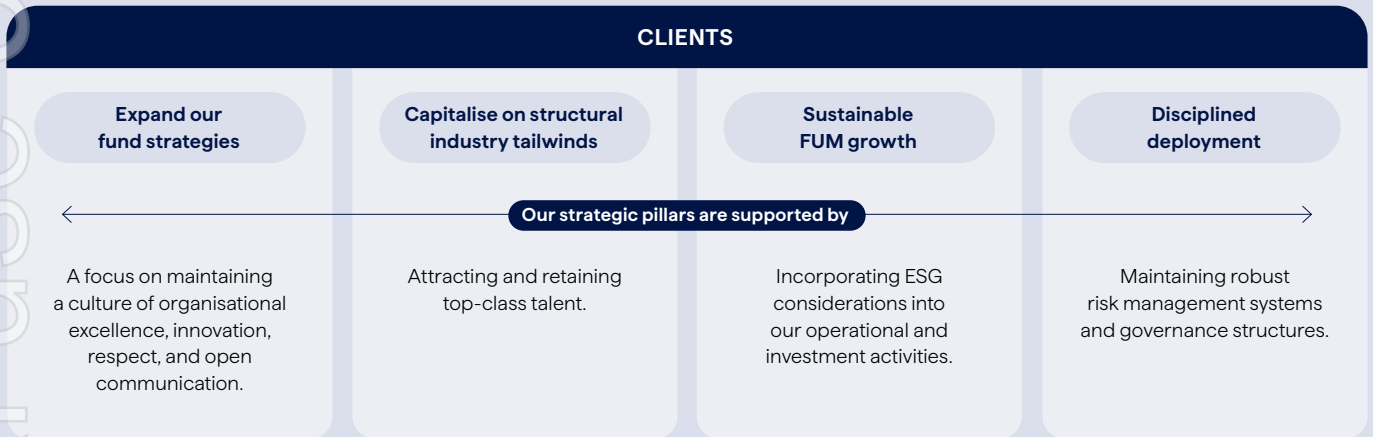 CLIENTS
Expand our
fund strategies
Capitalise on structural
industry tailwinds
Sustainable
FUM growth
Disciplined
deployment
Our strategic pillars are supported by
A focus on maintaining
a culture of organisational
excellence, innovation,
respect, and open
communication.
Attracting and retaining
top-class talent.
Incorporating ESG
considerations into
our operational and
investment activities.
Maintaining robust
risk management systems
and governance structures.